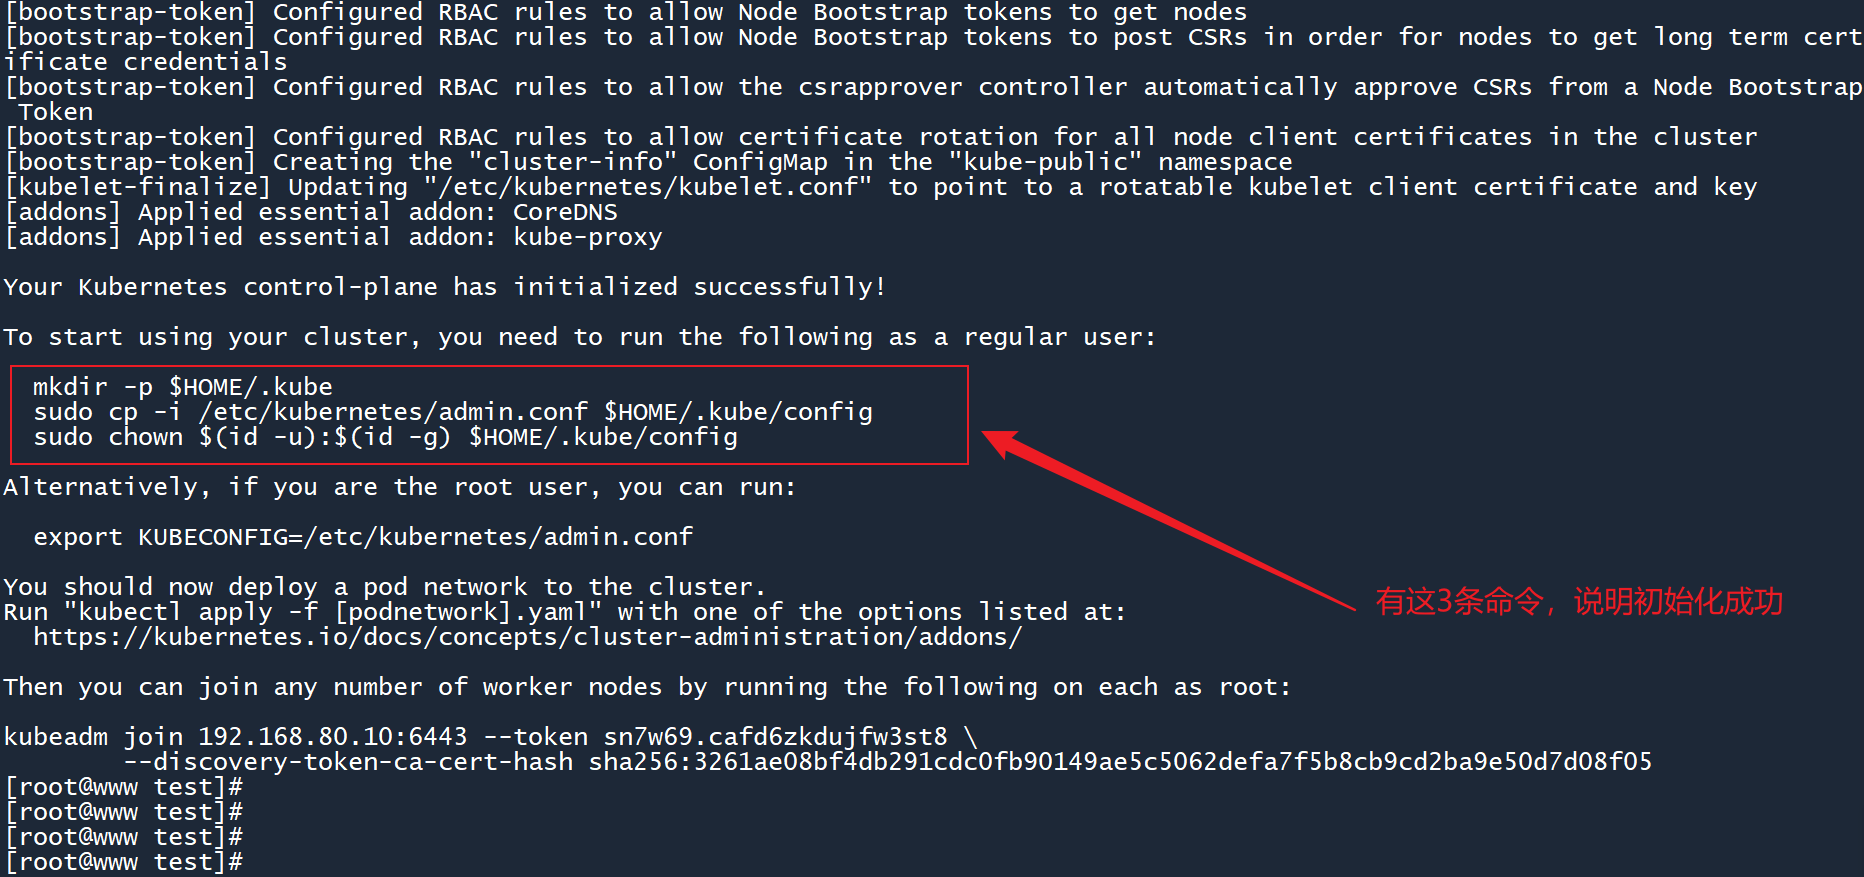 [bootstrap-token] Configured RBAC rules to allow Node Bootstrap tokens to get nodes
[bootstrap-token] Configured RBAC rules to allow Node Bootstrap tokens to post CSRs in order for nodes to get long term cert
ificate credentials
[bootstrap-token] Configured RBAC rules to allow the csrapprover controller automatically approve CSRs from a Node Bootstrap
 Token
[bootstrap-token] Configured RBAC rules to allow certificate rotation for all node client certificates in the cluster
[bootstrap-token] Creating the "cluster-info" ConfigMap in the "kube-public" namespace
[kubelet-finalize] Updating "/etc/kubernetes/kubelet.conf" to point to a rotatable kubelet client certificate and key
[addons] Applied essential addon: CoreDNS
[addons] Applied essential addon: kube-proxy
Your Kubernetes control-plane has initialized successfully!
To start using your cluster, you need to run the following as a regular user:
  mkdir -p $HOME/.kube
  sudo cp -i /etc/kubernetes/admin.conf $HOME/.kube/config
  sudo chown $(id -u):$(id -g) $HOME/.kube/config
Alternatively, if you are the root user, you can run:
  export KUBECONFIG=/etc/kubernetes/admin.conf
You should now deploy a pod network to the cluster.
有这3条命令，说明初始化成功
Run "kubectl apply -f [podnetwork].yaml" with one of the options listed at:
  https://kubernetes.io/docs/concepts/cluster-administration/addons/
Then you can join any number of worker nodes by running the following on each as root:
kubeadm join 192.168.80.10:6443 --token sn7w69.cafd6zkdujfw3st8 \
        --discovery-token-ca-cert-hash sha256:3261ae08bf4db291cdc0fb90149ae5c5062defa7f5b8cb9cd2ba9e50d7d08f05
[root@www test]#
[root@www test]#
[root@www test]#
[root@www test]#